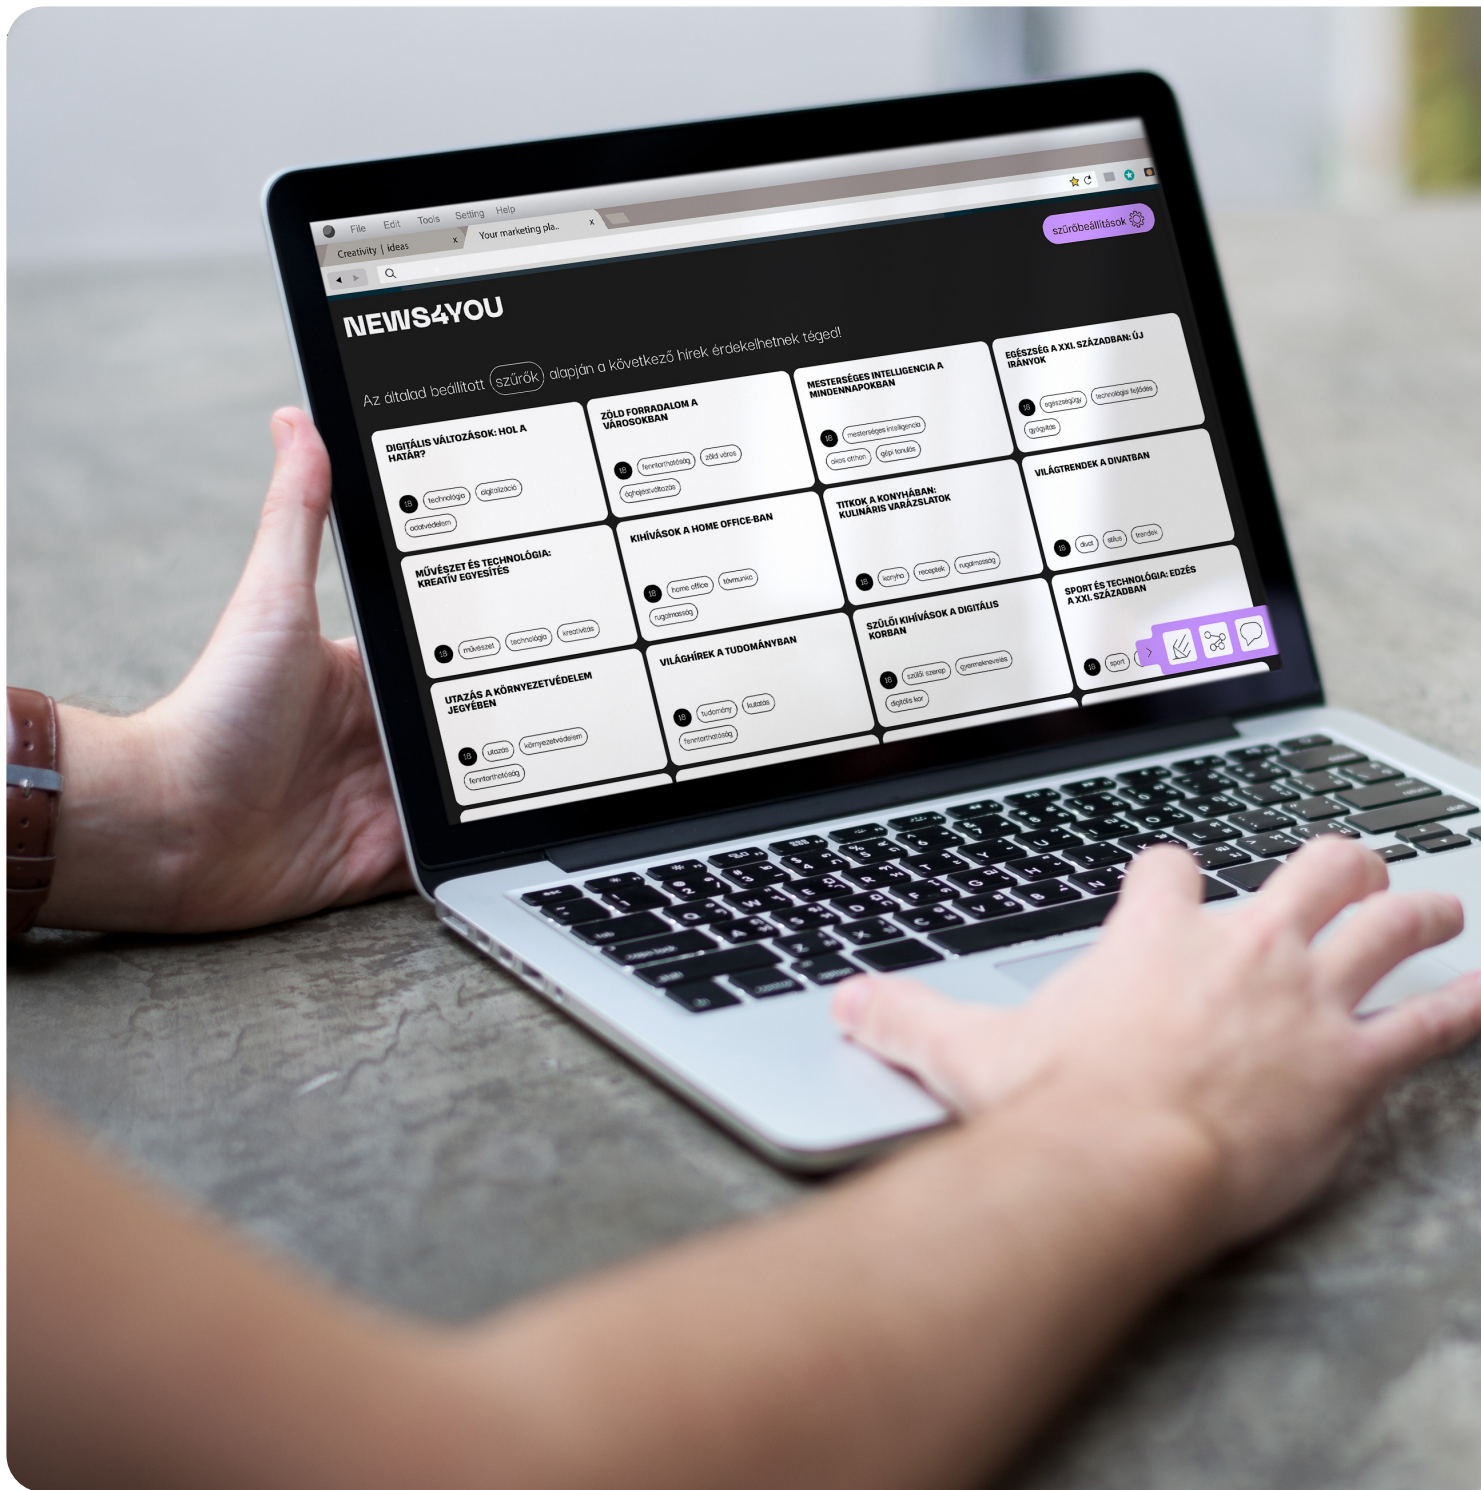 File Edit Tools Setting Help
Creativity | ideas x Your marketing pla.. x
szűrőbeállítások
NEWS4YOU
Az általad beállított szűrők alapján a következő hírek érdekelhetnek téged!
DIGITÁLIS VÁLTOZÁSOK: HOL A
HATÁR?
18 technológia digitalizáció
adatvédelem
ZÖLD FORRADALOM A
VÁROSOKBAN
18 fenntarthatóság zöld város
éghajlatváltozás
MESTERSÉGES INTELLIGENCIA A
MINDENNAPOKBAN
18 mesterséges intelligencia
okos otthon gépi tanulás
EGÉSZSÉG A XXI. SZÁZADBAN: ÚJ
IRÁNYOK
18 egészségügy technológiai fejlődés
gyógyítás
MŰVÉSZET ÉS TECHNOLÓGIA:
KREATÍV EGYESÍTÉS
18 művészet technológia kreativitás
KIHÍVÁSOK A HOME OFFICE-BAN
18 home office távmunka
rugalmasság
TITKOK A KONYHÁBAN:
KULINÁRIS VARÁZSLATOK
18 konyha receptek rugalmasság
VILÁGTRENDEK A DIVATBAN
18 divat stílus trendek
UTAZÁS A KÖRNYEZETVÉDELEM
JEGYÉBEN
18 utazás környezetvédelem
fenntarthatóság
VILÁGHÍREK A TUDOMÁNYBAN
18 tudomány kutatás
fenntarthatóság
SZÜLŐI KIHÍVÁSOK A DIGITÁLIS
KORBAN
18 szülői szerep gyermeknevelés
digitális kor
SPORT ÉS TECHNOLÓGIA: EDZÉS
A XXI. SZÁZADBAN
18 sport